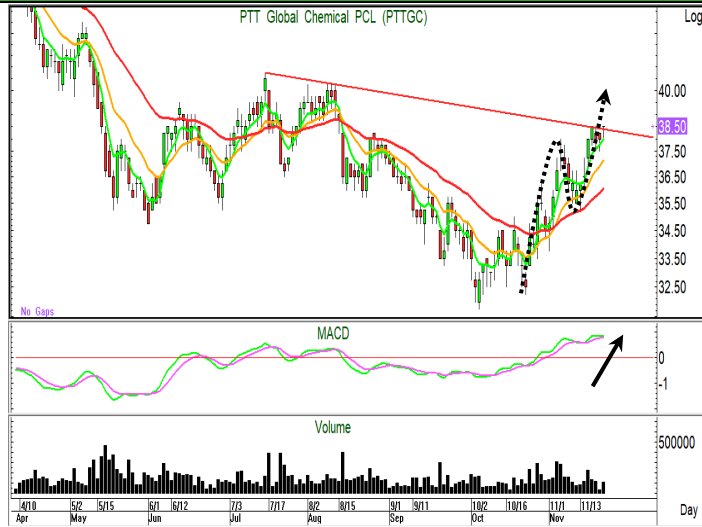 PTT Global Chemical PCL (PTTGC)
Log
40.00
38.50
37.50
36.50
35.50
34.50
33.50
32.50
No Gaps
MACD
0
-1
Volume
500000
4/10 5/2 5/15 6/1 6/12 7/3 7/17 8/2 8/15 9/1 9/11 10/2 10/16 11/1 11/13
Apr May Jun Jul Aug Sep Oct Nov
Day